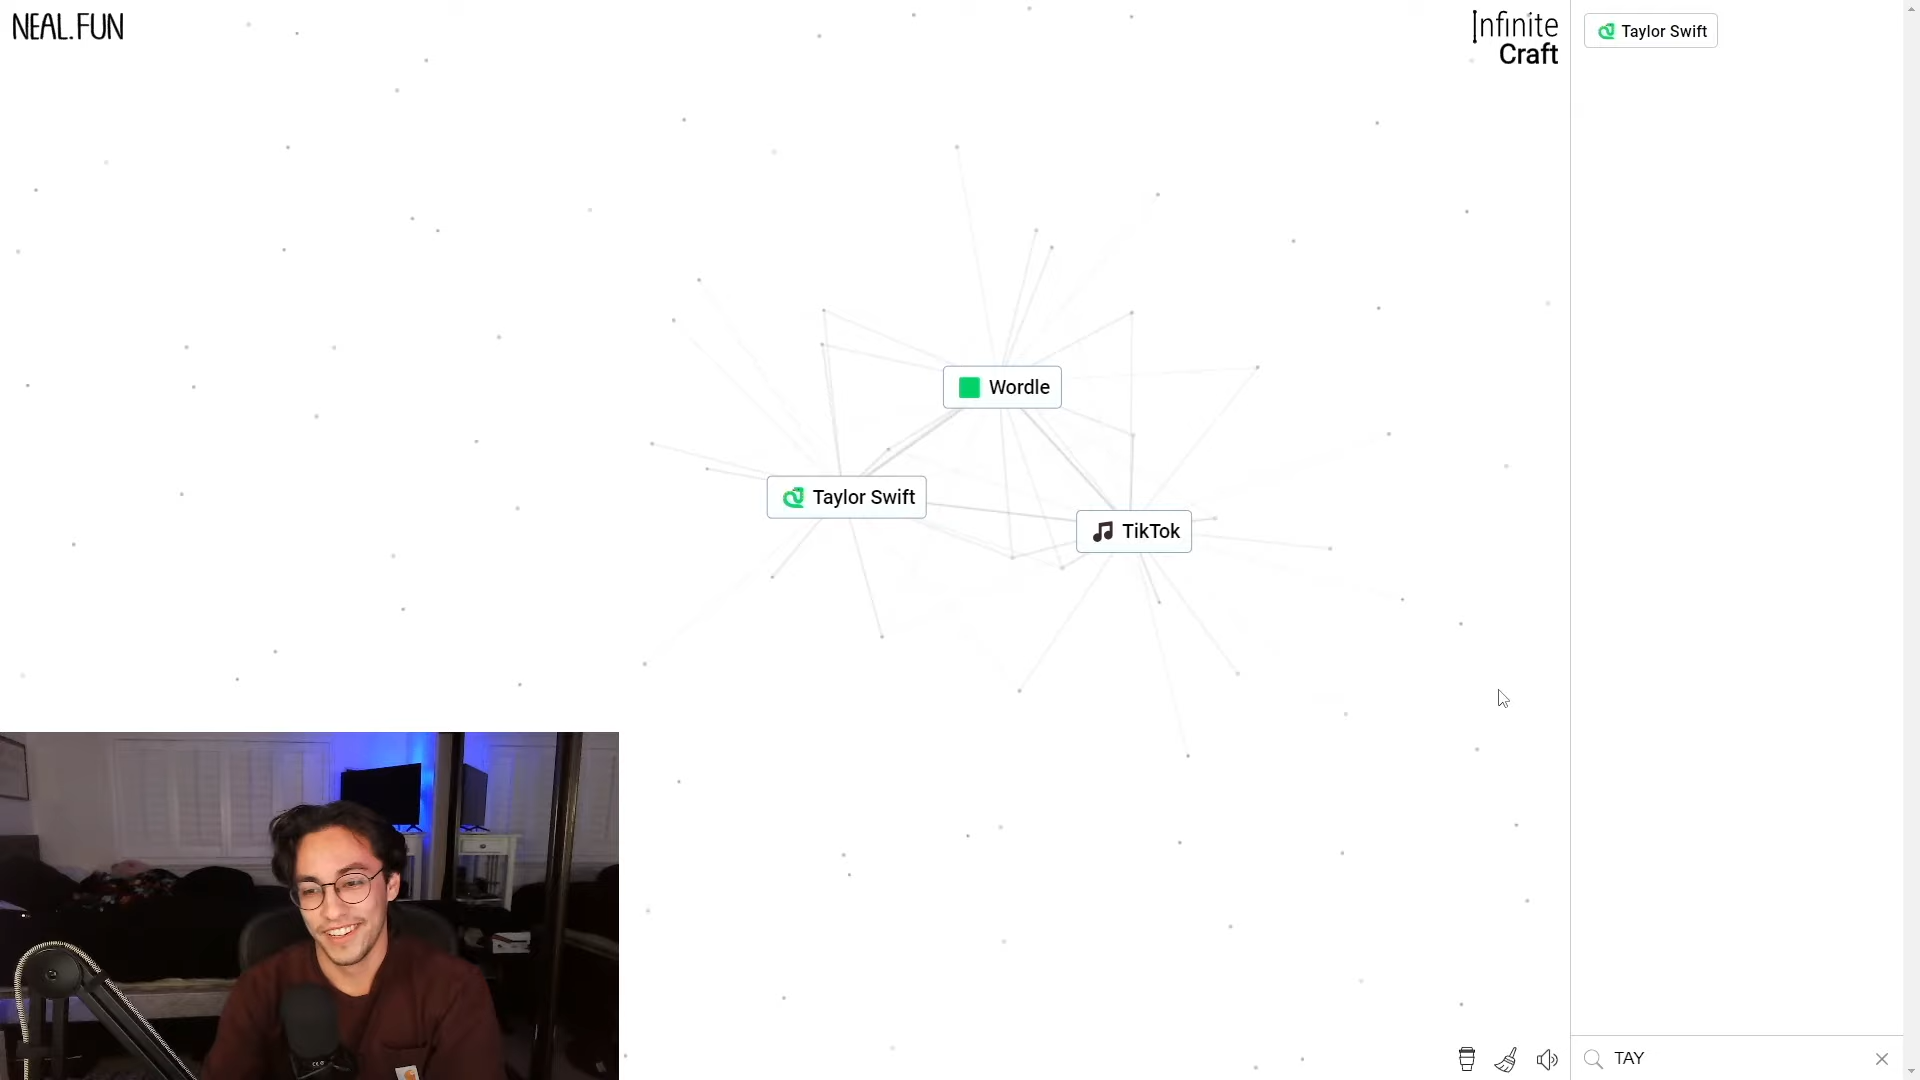 NEAL.FUN
Infinite
Craft
Taylor Swift
Wordle
Taylor Swift
TikTok
TAY